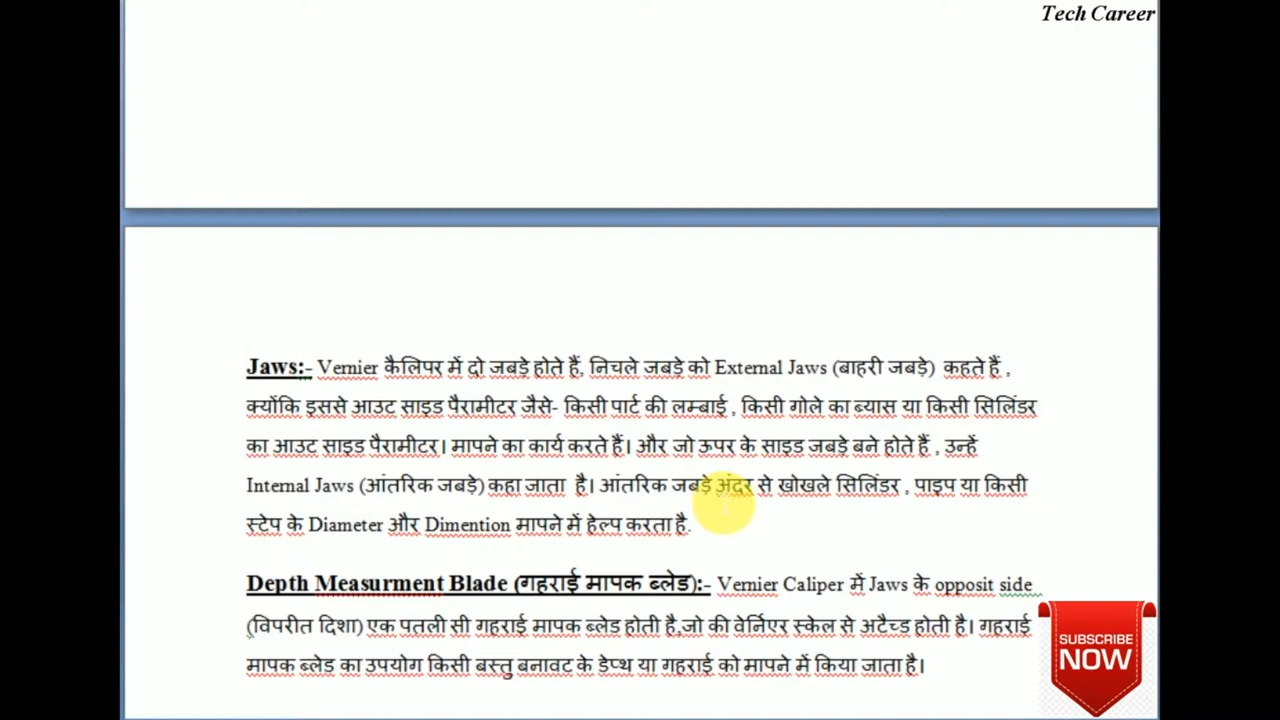 Tech Career
Jaws:- Vernier कैलिपर में दो जबड़े होते हैं, निचले जबड़े को External Jaws (बाहरी जबड़े) कहते हैं ,
क्योंकि इससे आउट साइड पैरामीटर जैसे- किसी पार्ट की लम्बाई , किसी गोले का ब्यास या किसी सिलिंडर
का आउट साइड पैरामीटर। मापने का कार्य करते हैं। और जो ऊपर के साइड जबड़े बने होते हैं , उन्हें
Internal Jaws (आंतरिक जबड़े) कहा जाता है। आंतरिक जबड़े अंदर से खोखले सिलिंडर , पाइप या किसी
स्टेप के Diameter और Dimention मापने में हेल्प करता है.
Depth Measurment Blade (गहराई मापक ब्लेड):- Vernier Caliper में Jaws के opposit side
(विपरीत दिशा) एक पतली सी गहराई मापक ब्लेड होती है,जो की वेर्निएर स्केल से अटैच्ड होती है। गहराई
मापक ब्लेड का उपयोग किसी बस्तु बनावट के डेप्थ या गहराई को मापने में किया जाता है।
SUBSCRIBE
NOW